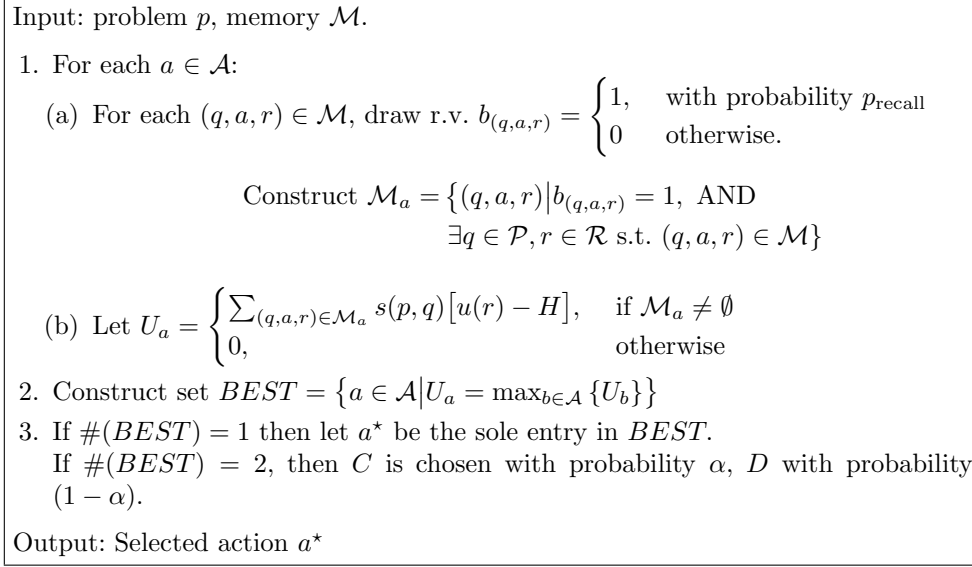 Input: problem p, memory ℳ.
1. For each a ∈ 𝒜:
(a) For each (q, a, r) ∈ ℳ, draw r.v. b_{(q,a,r)} = { 1, with probability p_{recall}
0 otherwise.
Construct ℳ_a = {(q, a, r)|b_{(q,a,r)} = 1, AND
∃q ∈ 𝒫, r ∈ ℛ s.t. (q, a, r) ∈ ℳ}
(b) Let U_a = { ∑_{(q,a,r)∈ℳ_a} s(p, q)[u(r) − H], if ℳ_a ≠ ∅
0, otherwise
2. Construct set BEST = {a ∈ 𝒜|U_a = max_{b∈𝒜} {U_b}}
3. If #(BEST) = 1 then let a⋆ be the sole entry in BEST.
If #(BEST) = 2, then C is chosen with probability α, D with probability
(1 − α).
Output: Selected action a⋆